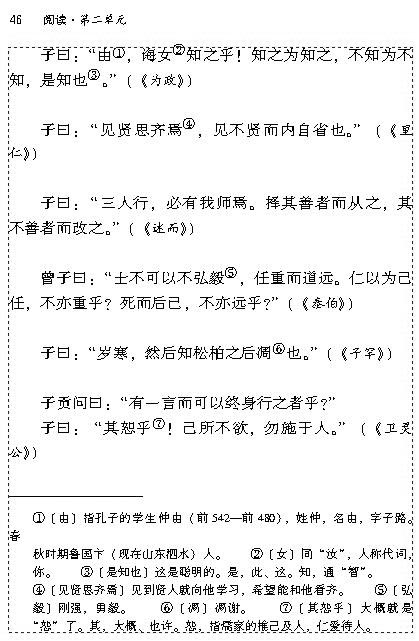 46 阅读·第二单元
子曰：“由①，诲女②知之乎！知之为知之，不知为不
知，是知也③。”（《为政》）
子曰：“见贤思齐焉④，见不贤而内自省也。”（《里
仁》）
子曰：“三人行，必有我师焉。择其善者而从之，其
不善者而改之。”（《述而》）
曾子曰：“士不可以不弘毅⑤，任重而道远。仁以为己
任，不亦重乎？死而后已，不亦远乎？”（《泰伯》）
子曰：“岁寒，然后知松柏之后凋⑥也。”（《子罕》）
子贡问曰：“有一言而可以终身行之者乎？”
子曰：“其恕乎⑦！己所不欲，勿施于人。”（《卫灵
公》）
①〔由〕指孔子的学生仲由（前542—前480），姓仲，名由，字子路。
春
秋时期鲁国卞（现在山东泗水）人。 ②〔女〕同“汝”，人称代词，
你。 ③〔是知也〕这是聪明的。是，此、这。知，通“智”。
④〔见贤思齐焉〕见到贤人就向他学习，希望能和他看齐。 ⑤〔弘
毅〕刚强，勇毅。 ⑥〔凋〕凋谢。 ⑦〔其恕乎〕大概就是
“恕”了。其，大概、也许。恕，指儒家的推己及人，仁爱待人。